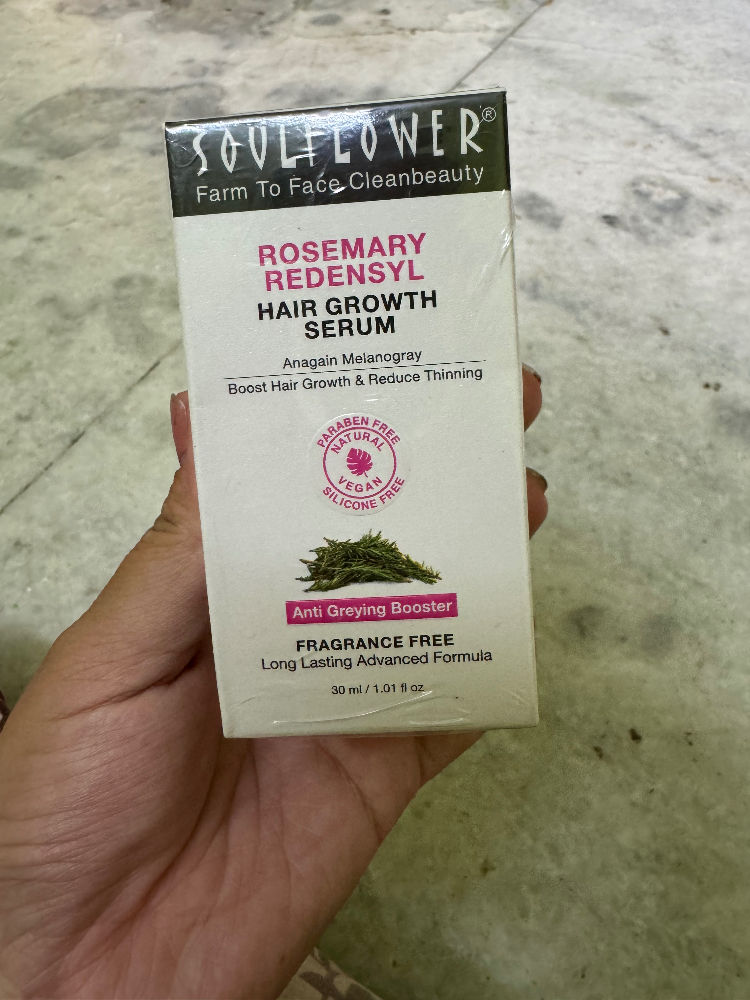 SOULFLOWER®
Farm To Face Cleanbeauty
ROSEMARY
REDENSYL
HAIR GROWTH
SERUM
Anagain Melanogray
Boost Hair Growth & Reduce Thinning
PARABEN FREE
NATURAL
VEGAN
SILICONE FREE
Anti Greying Booster
FRAGRANCE FREE
Long Lasting Advanced Formula
30 ml / 1.01 fl oz